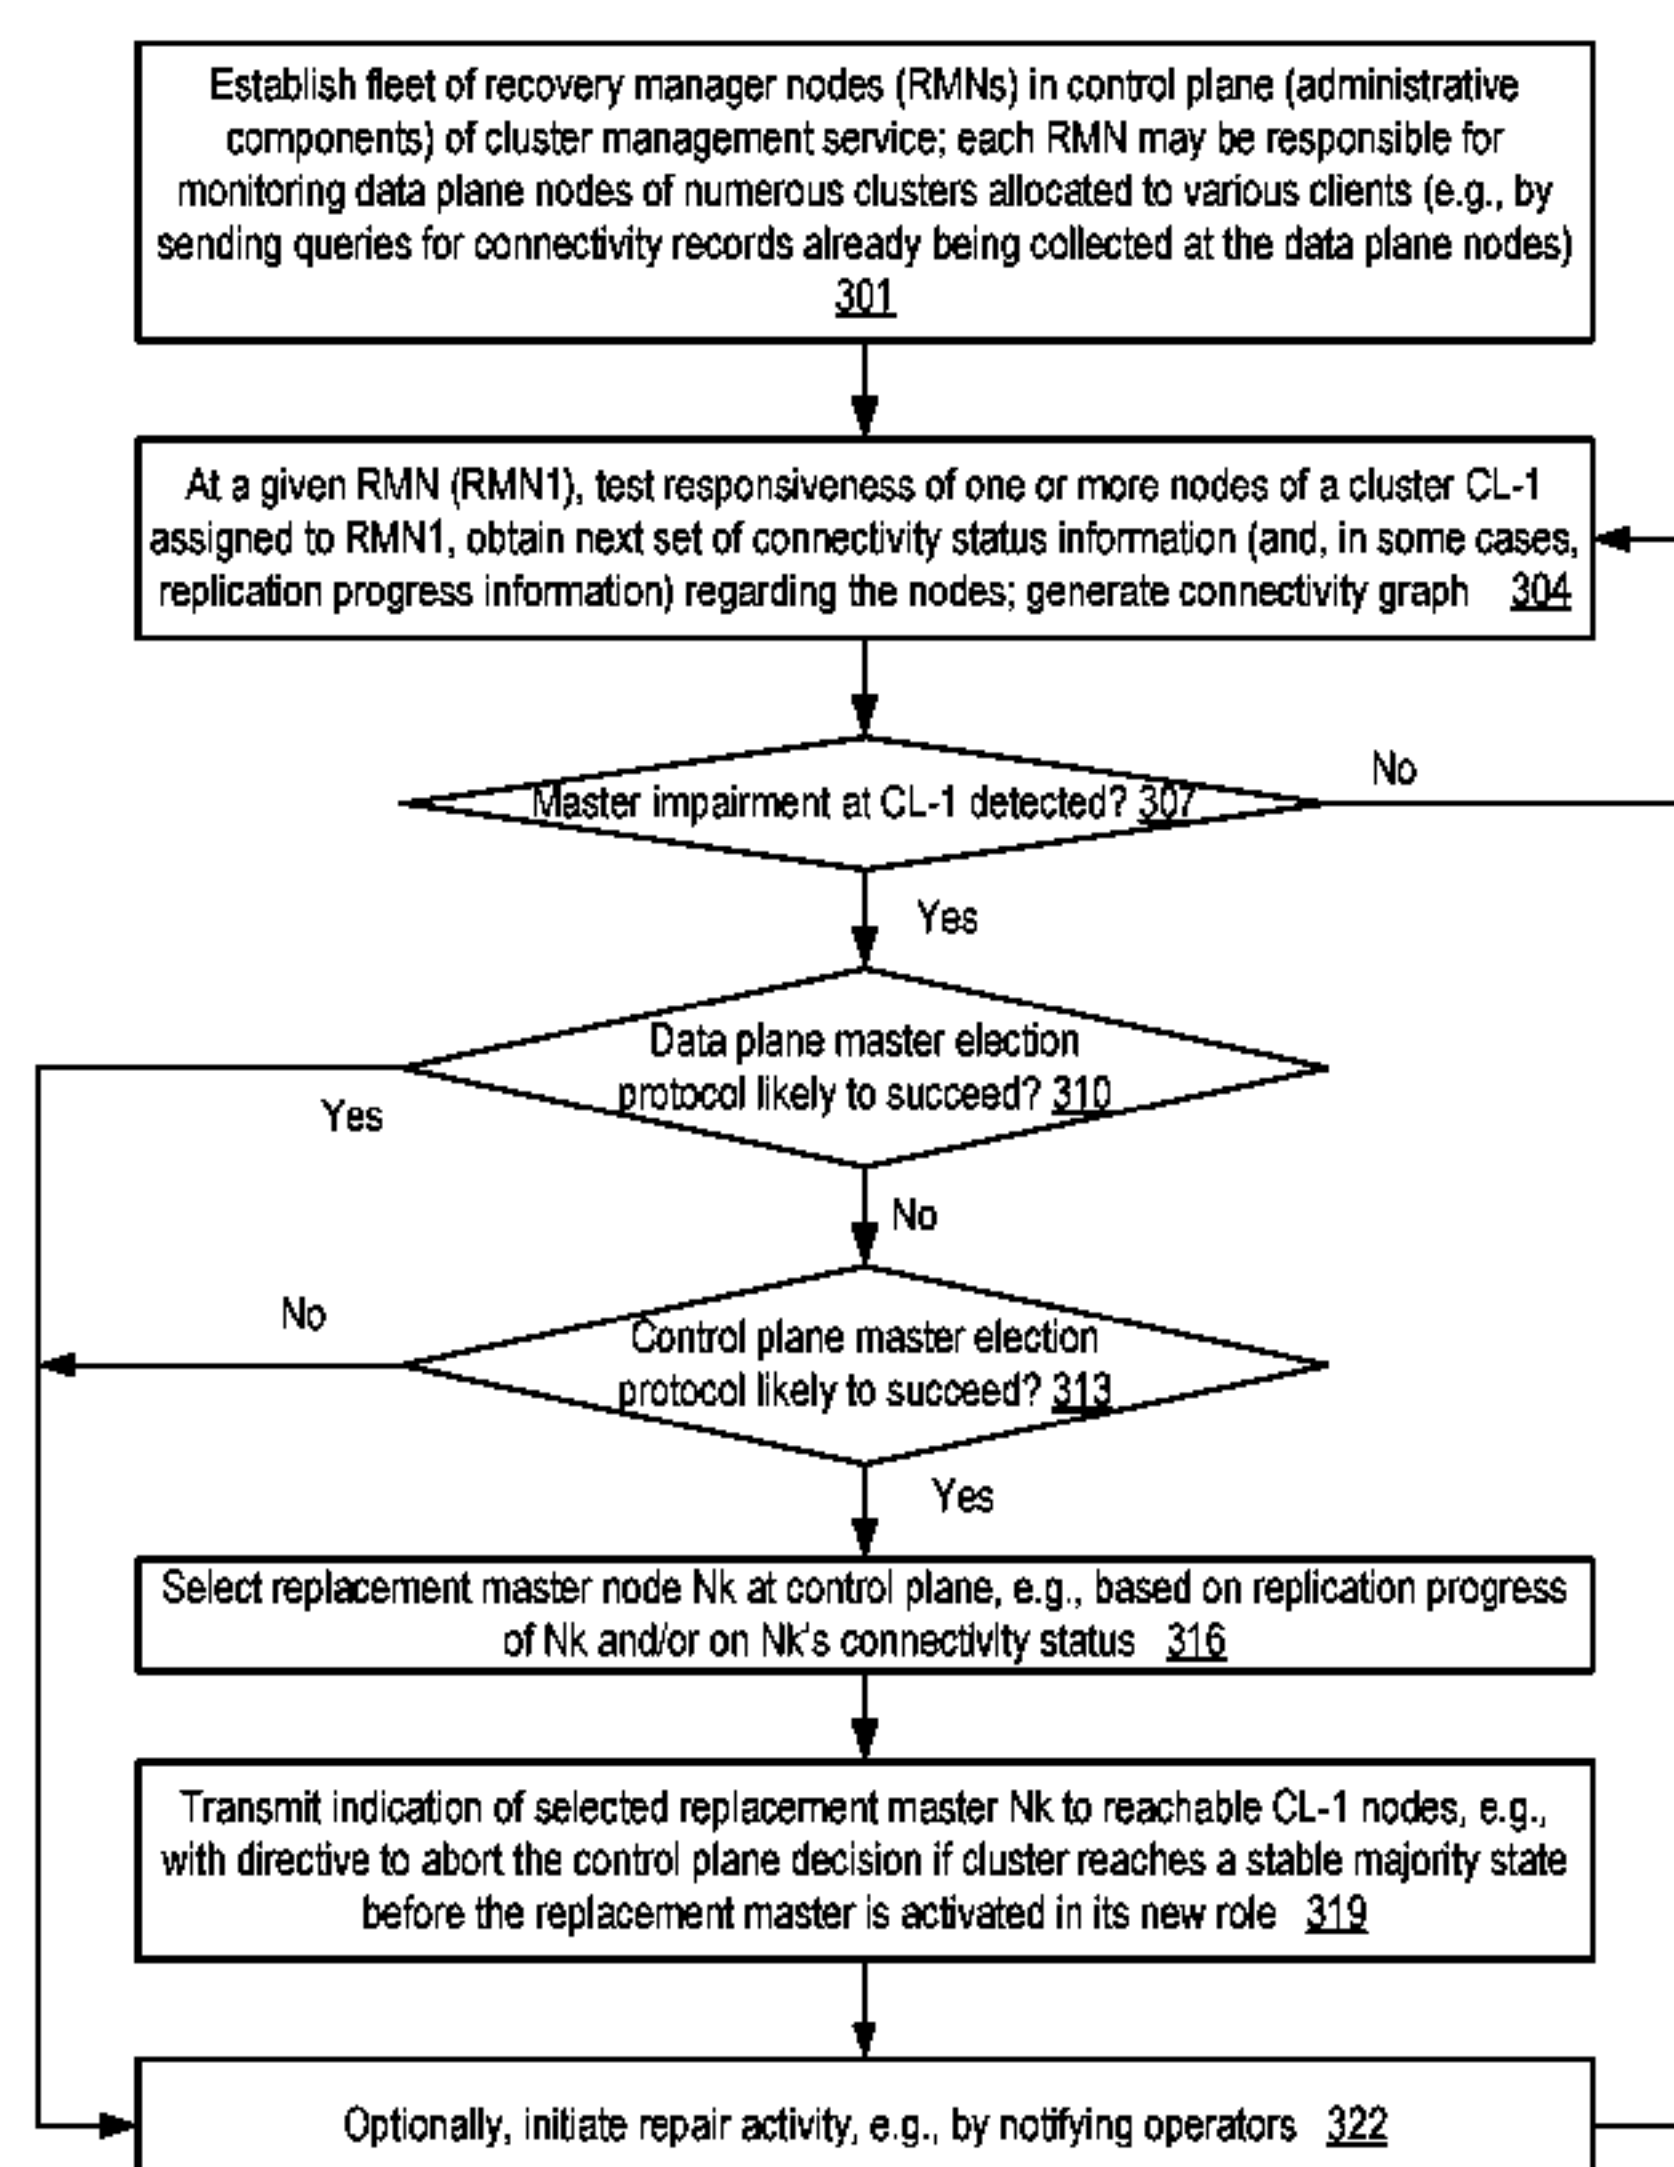 Establish fleet of recovery manager nodes (RMNs) in control plane (administrative
components) of cluster management service; each RMN may be responsible for
monitoring data plane nodes of numerous clusters allocated to various clients (e.g., by
sending queries for connectivity records already being collected at the data plane nodes)
301
At a given RMN (RMN1), test responsiveness of one or more nodes of a cluster CL-1
assigned to RMN1, obtain next set of connectivity status information (and, in some cases,
replication progress information) regarding the nodes; generate connectivity graph 304
Master impairment at CL-1 detected? 307
No
Yes
Data plane master election
protocol likely to succeed? 310
Yes
No
Control plane master election
protocol likely to succeed? 313
No
Yes
Select replacement master node Nk at control plane, e.g., based on replication progress
of Nk and/or on Nk's connectivity status 316
Transmit indication of selected replacement master Nk to reachable CL-1 nodes, e.g.,
with directive to abort the control plane decision if cluster reaches a stable majority state
before the replacement master is activated in its new role 319
Optionally, initiate repair activity, e.g., by notifying operators 322